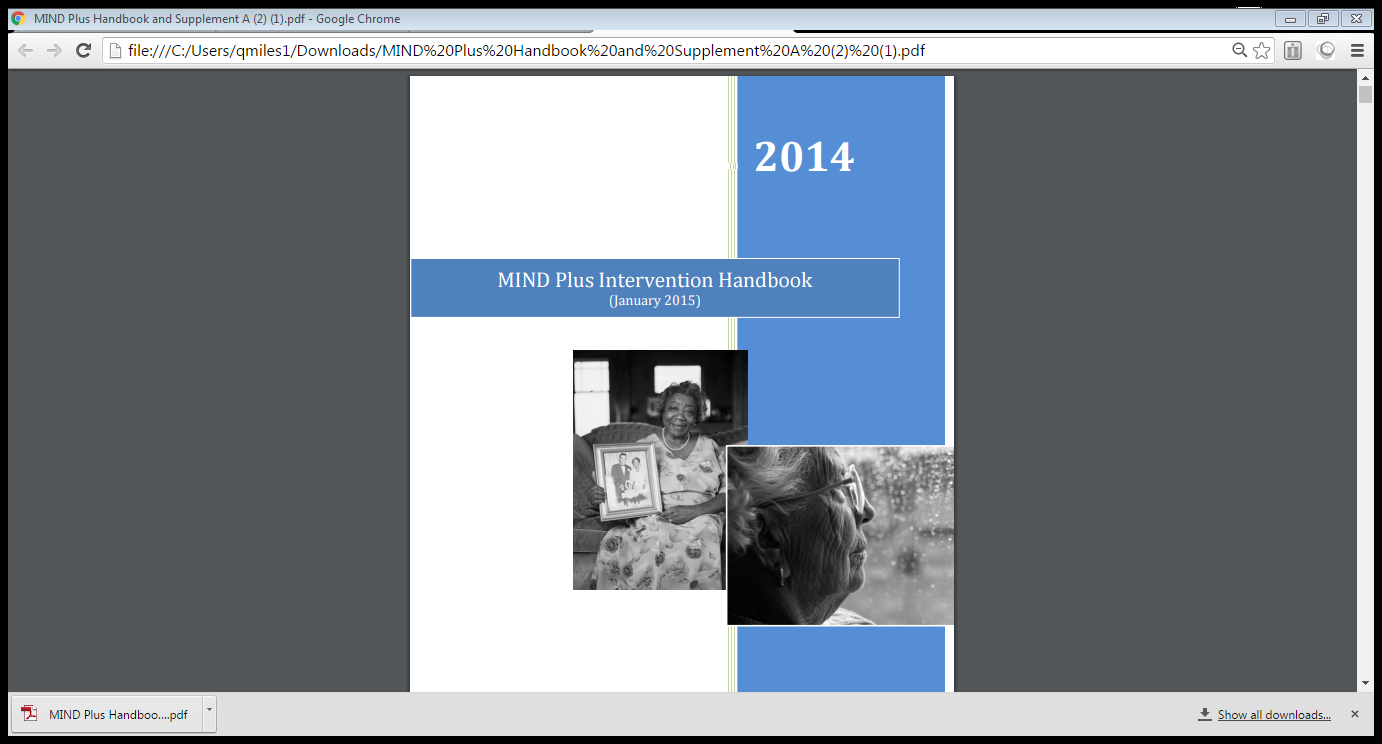 MIND Plus Handbook and Supplement A (2) (1).pdf - Google Chrome
file:///C:/Users/qmiles1/Downloads/MIND%20Plus%20Handbook%20and%20Supplement%20A%20(2)%20(1).pdf
2014
MIND Plus Intervention Handbook
(January 2015)
MIND Plus Handboo....pdf
Show all downloads...